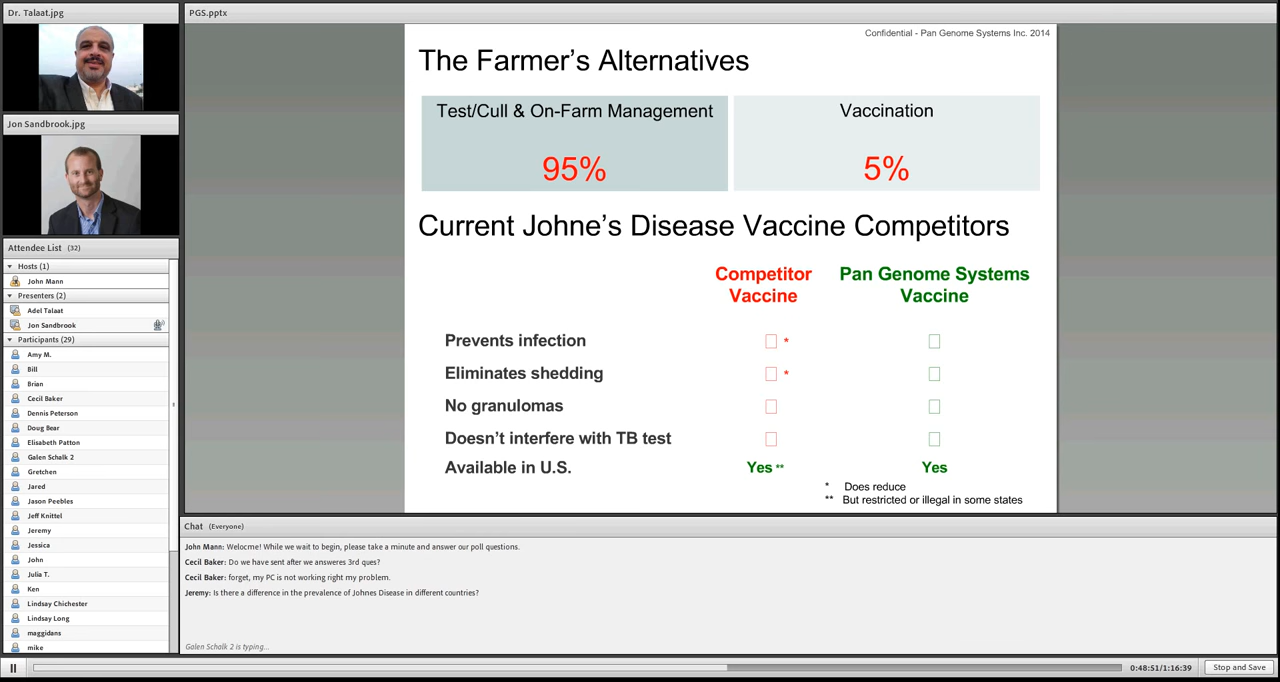 Dr. Talaat.jpg
Jon Sandbrook.jpg
Attendee List (32)
Hosts (1)
John Mann
Presenters (2)
Adel Talaat
Jon Sandbrook
Participants (29)
Amy M.
Bill
Brian
Cecil Baker
Dennis Peterson
Doug Bear
Elisabeth Patton
Galen Schalk 2
Gretchen
Jared
Jason Peebles
Jeff Knittel
Jeremy
Jessica
John
Julia T.
Ken
Lindsay Chichester
Lindsay Long
maggidans
mike
PGS.pptx
Confidential - Pan Genome Systems Inc. 2014
The Farmer's Alternatives
Test/Cull & On-Farm Management
95%
Vaccination
5%
Current Johne's Disease Vaccine Competitors
Competitor
Vaccine
Pan Genome Systems
Vaccine
Prevents infection *
Eliminates shedding *
No granulomas
Doesn't interfere with TB test
Available in U.S. Yes ** Yes
* Does reduce
** But restricted or illegal in some states
Chat (Everyone)
John Mann: Welocme! While we wait to begin, please take a minute and answer our poll questions.
Cecil Baker: Do we have sent after we answeres 3rd ques?
Cecil Baker: forget, my PC is not working right my problem.
Jeremy: Is there a difference in the prevalence of Johnes Disease in different countries?
Galen Schalk 2 is typing...
0:48:51/1:16:39
Stop and Save